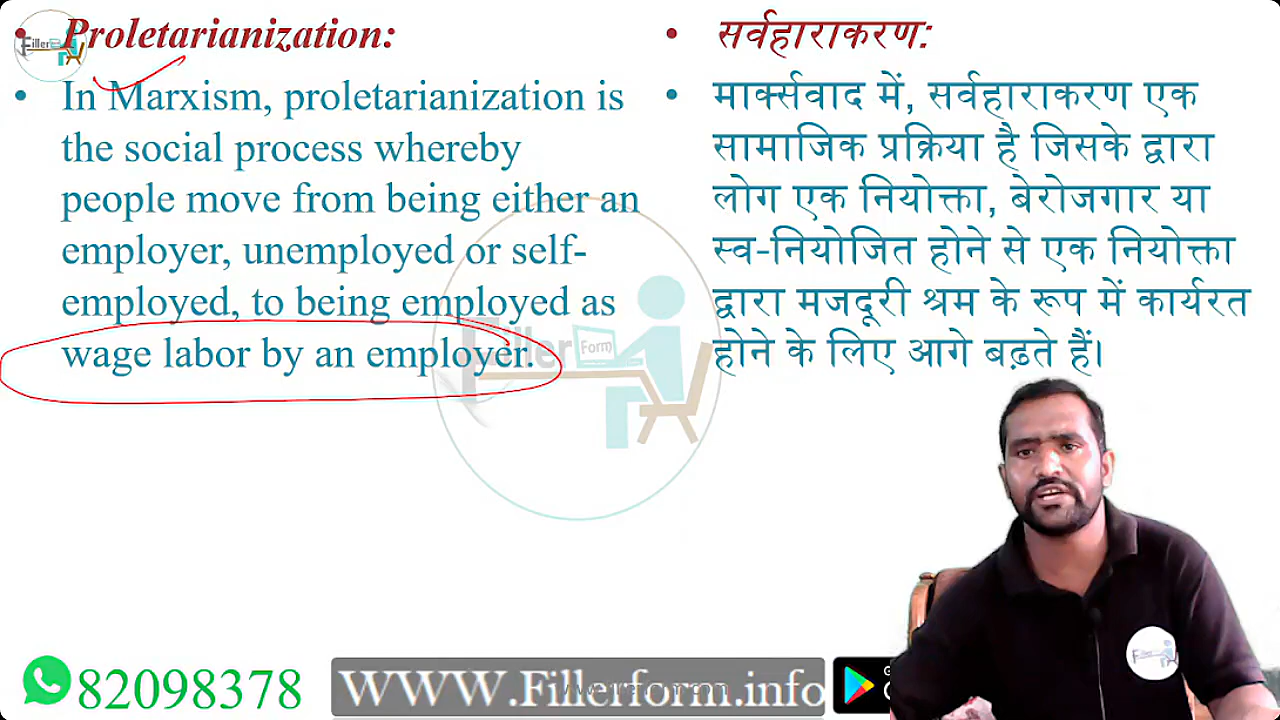 Proletarianization:
In Marxism, proletarianization is
the social process whereby
people move from being either an
employer, unemployed or self-
employed, to being employed as
wage labor by an employer.
सर्वहाराकरण:
मार्क्सवाद में, सर्वहाराकरण एक
सामाजिक प्रक्रिया है जिसके द्वारा
लोग एक नियोक्ता, बेरोजगार या
स्व-नियोजित होने से एक नियोक्ता
द्वारा मजदूरी श्रम के रूप में कार्यरत
होने के लिए आगे बढ़ते हैं।
Filler Form
82098378
www.Fillerform.info